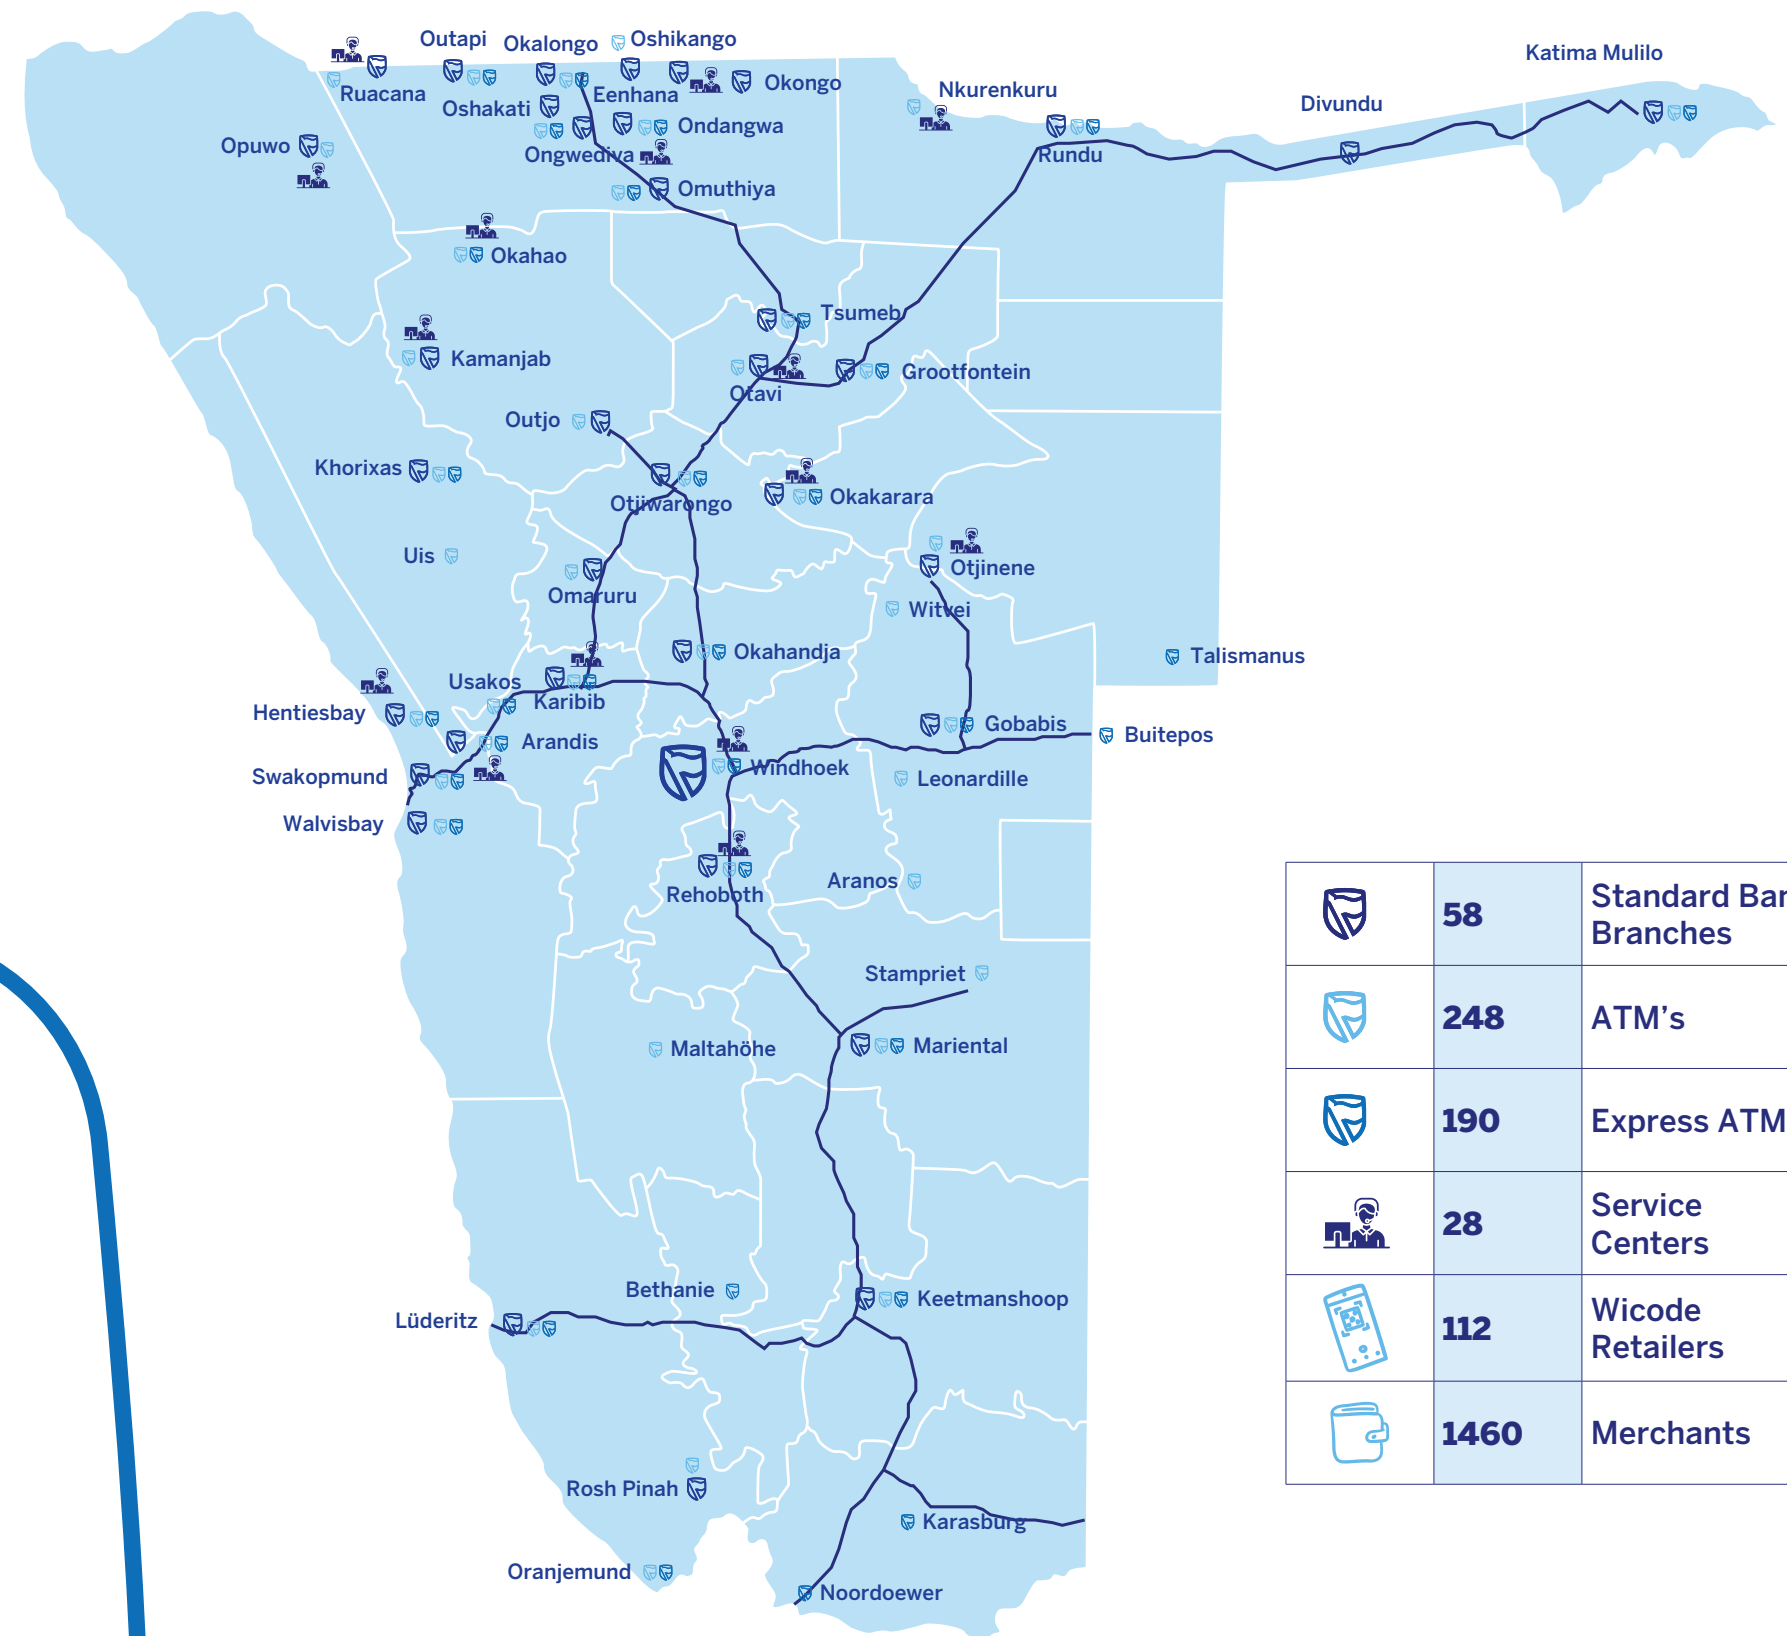 Outapi
Okalongo
Oshikango
Katima Mulilo
Ruacana
Eenhana
Okongo
Nkurenkuru
Divundu
Oshakati
Ondangwa
Opuwo
Ongwediva
Rundu
Omuthiya
Okahao
Tsumeb
Kamanjab
Grootfontein
Otavi
Outjo
Khorixas
Otjiwarongo
Okakarara
Uis
Otjinene
Omaruru
Witvei
Okahandja
Talismanus
Usakos
Karibib
Hentiesbay
Gobabis
Buitepos
Arandis
Windhoek
Swakopmund
Leonardille
Walvisbay
Rehoboth
Aranos
Stampriet
Maltahöhe
Mariental
Bethanie
Keetmanshoop
Lüderitz
Rosh Pinah
Karasburg
Oranjemund
Noordoewer
58
Standard Ban
Branches
248
ATM's
190
Express ATM
28
Service
Centers
112
Wicode
Retailers
1460
Merchants